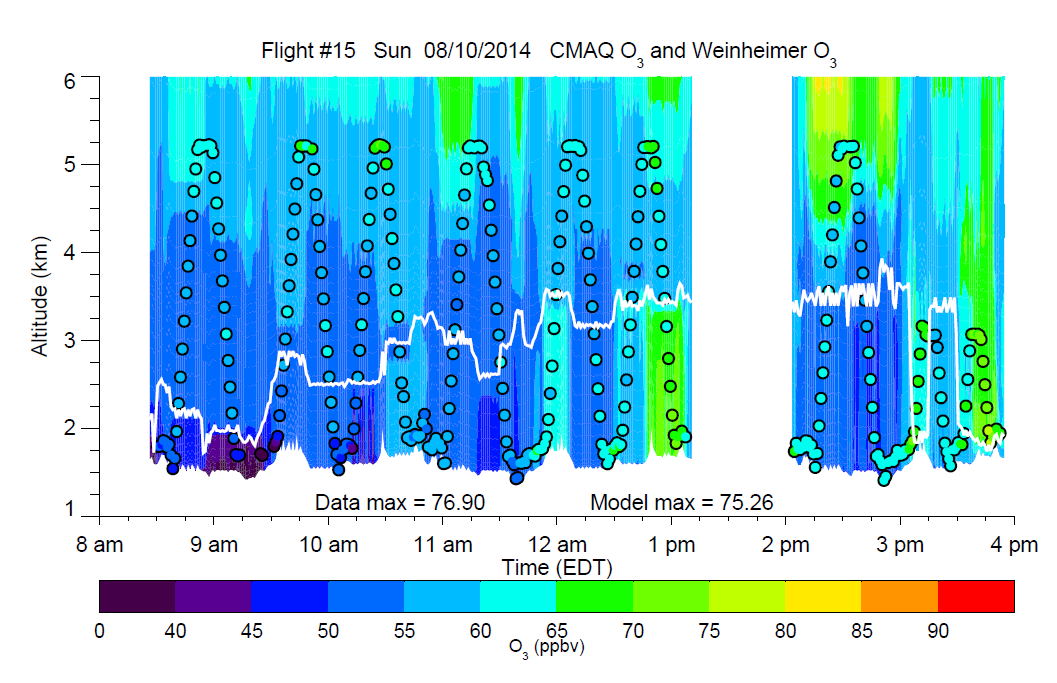 Flight #15 Sun 08/10/2014 CMAQ O3 and Weinheimer O3
6
5
4
3
2
1
Altitude (km)
Data max = 76.90 Model max = 75.26
8 am 9 am 10 am 11 am 12 am 1 pm 2 pm 3 pm 4 pm
Time (EDT)
0 40 45 50 55 60 65 70 75 80 85 90
O3 (ppbv)